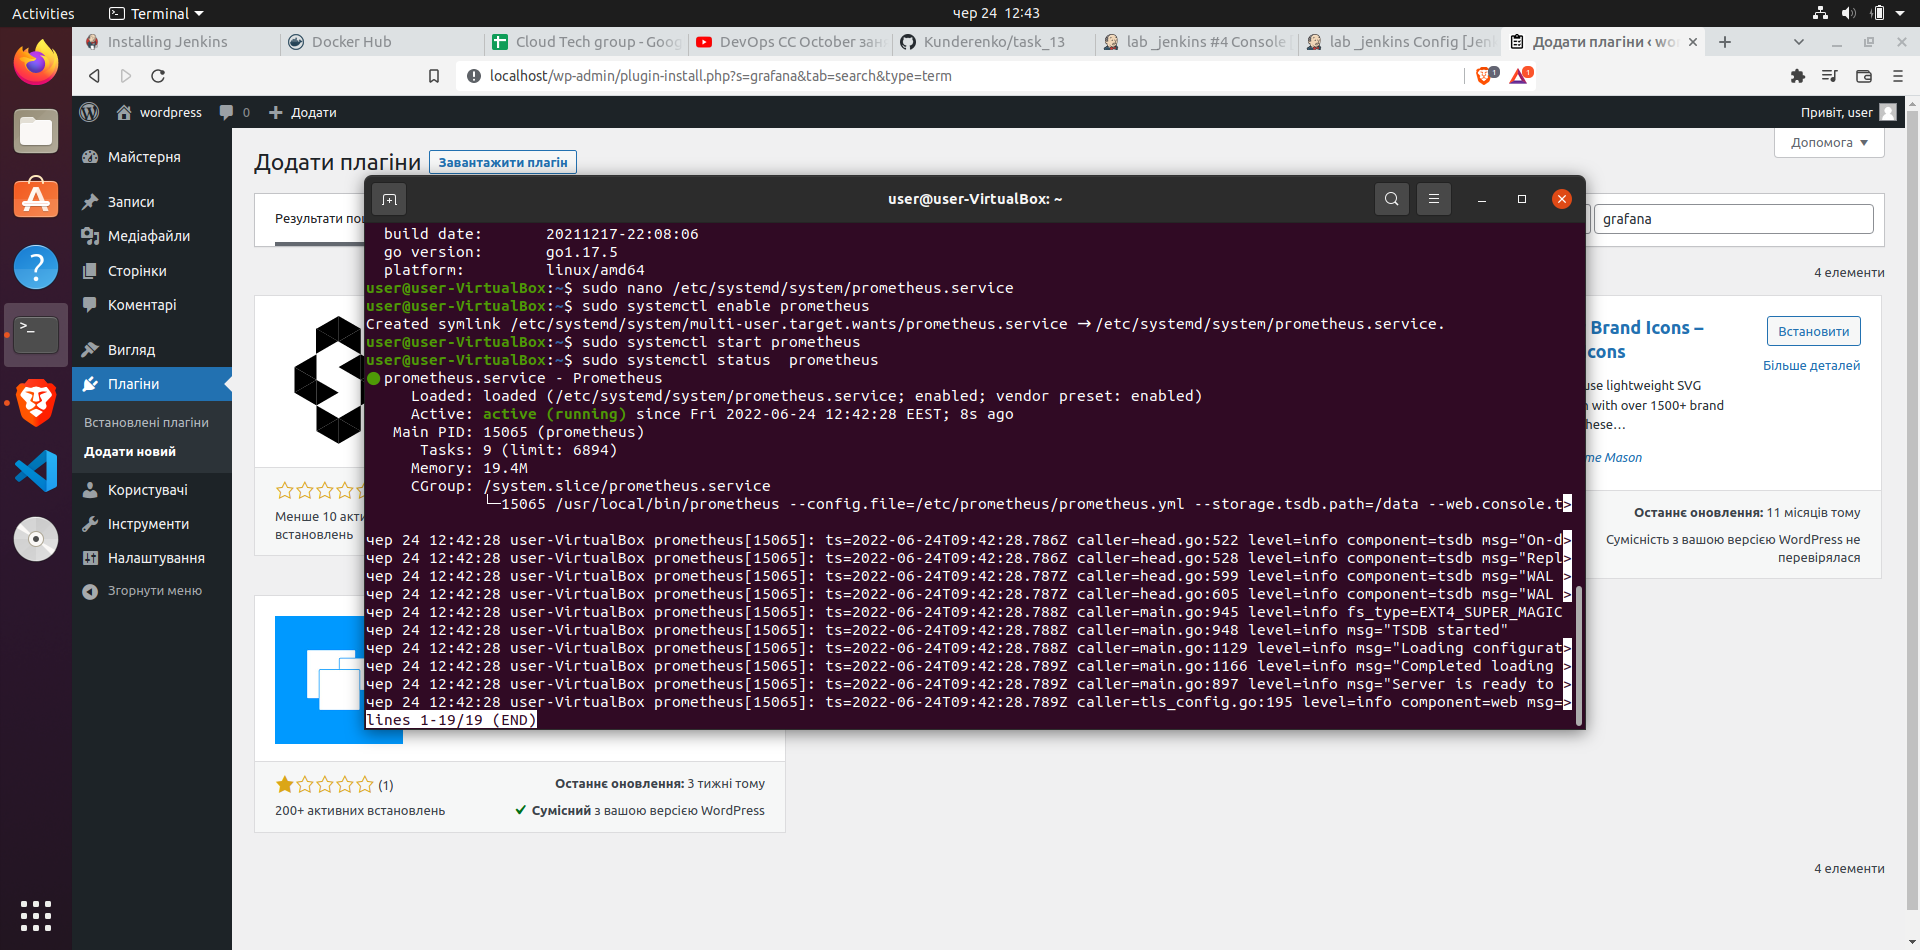 Activities
Terminal
чер 24 12:43
Installing Jenkins
Docker Hub
Cloud Tech group - Goog
DevOps CC October зан
Kunderenko/task_13
lab _jenkins #4 Console [
lab _jenkins Config [Jen
Додати плагіни ‹ wo
localhost/wp-admin/plugin-install.php?s=grafana&tab=search&type=term
1
1
wordpress
0
Додати
Привіт, user
Майстерня
Записи
Медіафайли
Сторінки
Коментарі
Вигляд
Плагіни
Встановлені плагіни
Додати новий
Користувачі
Інструменти
Налаштування
Згорнути меню
Додати плагіни
Завантажити плагін
Допомога
Результати по
grafana
4 елементи
user@user-VirtualBox: ~
build date: 20211217-22:08:06
go version: go1.17.5
platform: linux/amd64
user@user-VirtualBox:~$ sudo nano /etc/systemd/system/prometheus.service
user@user-VirtualBox:~$ sudo systemctl enable prometheus
Created symlink /etc/systemd/system/multi-user.target.wants/prometheus.service → /etc/systemd/system/prometheus.service.
user@user-VirtualBox:~$ sudo systemctl start prometheus
user@user-VirtualBox:~$ sudo systemctl status  prometheus
● prometheus.service - Prometheus
Loaded: loaded (/etc/systemd/system/prometheus.service; enabled; vendor preset: enabled)
Active: active (running) since Fri 2022-06-24 12:42:28 EEST; 8s ago
Main PID: 15065 (prometheus)
Tasks: 9 (limit: 6894)
Memory: 19.4M
CGroup: /system.slice/prometheus.service
└─15065 /usr/local/bin/prometheus --config.file=/etc/prometheus/prometheus.yml --storage.tsdb.path=/data --web.console.t>
чер 24 12:42:28 user-VirtualBox prometheus[15065]: ts=2022-06-24T09:42:28.786Z caller=head.go:522 level=info component=tsdb msg="On-d>
чер 24 12:42:28 user-VirtualBox prometheus[15065]: ts=2022-06-24T09:42:28.786Z caller=head.go:528 level=info component=tsdb msg="Repl>
чер 24 12:42:28 user-VirtualBox prometheus[15065]: ts=2022-06-24T09:42:28.787Z caller=head.go:599 level=info component=tsdb msg="WAL >
чер 24 12:42:28 user-VirtualBox prometheus[15065]: ts=2022-06-24T09:42:28.787Z caller=head.go:605 level=info component=tsdb msg="WAL >
чер 24 12:42:28 user-VirtualBox prometheus[15065]: ts=2022-06-24T09:42:28.788Z caller=main.go:945 level=info fs_type=EXT4_SUPER_MAGIC
чер 24 12:42:28 user-VirtualBox prometheus[15065]: ts=2022-06-24T09:42:28.788Z caller=main.go:948 level=info msg="TSDB started"
чер 24 12:42:28 user-VirtualBox prometheus[15065]: ts=2022-06-24T09:42:28.788Z caller=main.go:1129 level=info msg="Loading configurat>
чер 24 12:42:28 user-VirtualBox prometheus[15065]: ts=2022-06-24T09:42:28.789Z caller=main.go:1166 level=info msg="Completed loading >
чер 24 12:42:28 user-VirtualBox prometheus[15065]: ts=2022-06-24T09:42:28.789Z caller=main.go:897 level=info msg="Server is ready to >
чер 24 12:42:28 user-VirtualBox prometheus[15065]: ts=2022-06-24T09:42:28.789Z caller=tls_config.go:195 level=info component=web msg=>
lines 1-19/19 (END)
Менше 10 акти
встановлень
Brand Icons –
cons
Встановити
Більше деталей
use lightweight SVG
n with over 1500+ brand
hese…
me Mason
Останнє оновлення: 11 місяців тому
Сумісність з вашою версією WordPress не
перевірялася
(1)
Останнє оновлення: 3 тижні тому
200+ активних встановлень
Сумісний з вашою версією WordPress
4 елементи